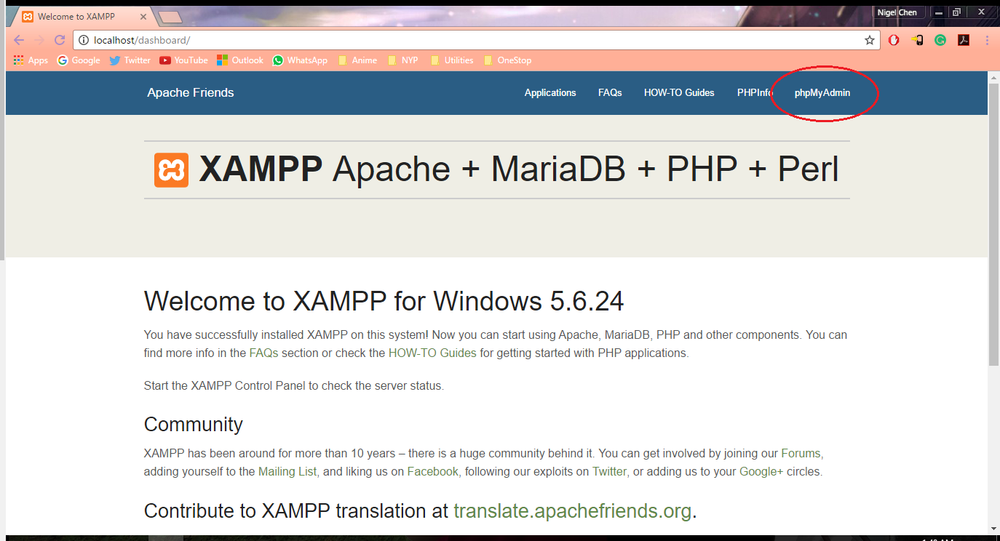 Welcome to XAMPP
Nigel Chen
localhost/dashboard/
Apps Google Twitter YouTube Outlook WhatsApp Anime NYP Utilities OneStop
Apache Friends Applications FAQs HOW-TO Guides PHPInfo phpMyAdmin
XAMPP Apache + MariaDB + PHP + Perl
Welcome to XAMPP for Windows 5.6.24
You have successfully installed XAMPP on this system! Now you can start using Apache, MariaDB, PHP and other components. You can
find more info in the FAQs section or check the HOW-TO Guides for getting started with PHP applications.
Start the XAMPP Control Panel to check the server status.
Community
XAMPP has been around for more than 10 years – there is a huge community behind it. You can get involved by joining our Forums,
adding yourself to the Mailing List, and liking us on Facebook, following our exploits on Twitter, or adding us to your Google+ circles.
Contribute to XAMPP translation at translate.apachefriends.org.